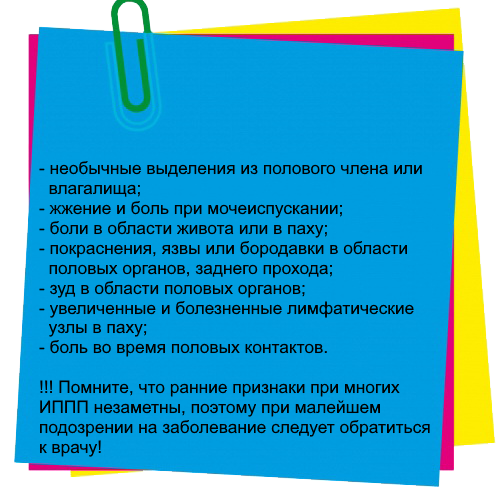 - необычные выделения из полового члена или
влагалища;
- жжение и боль при мочеиспускании;
- боли в области живота или в паху;
- покраснения, язвы или бородавки в области
половых органов, заднего прохода;
- зуд в области половых органов;
- увеличенные и болезненные лимфатические
узлы в паху;
- боль во время половых контактов.
!!! Помните, что ранние признаки при многих
ИППП незаметны, поэтому при малейшем
подозрении на заболевание следует обратиться
к врачу!